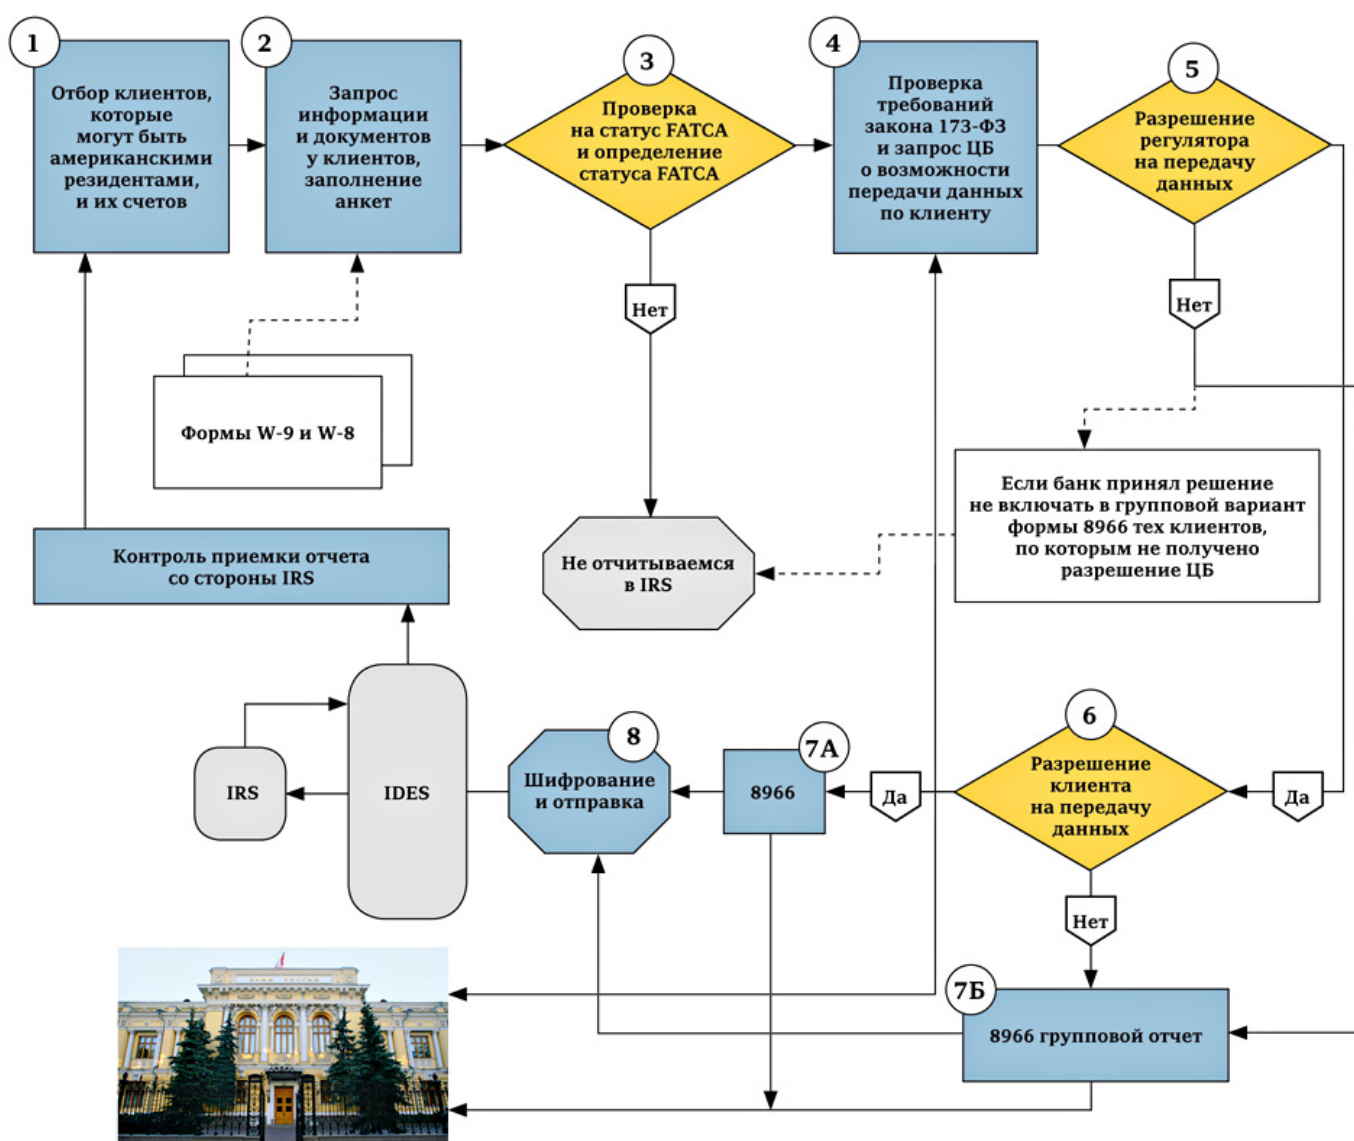 1
Отбор клиентов,
которые
могут быть
американскими
резидентами,
и их счетов
2
Запрос
информации
и документов
у клиентов,
заполнение
анкет
3
Проверка
на статус FATCA
и определение
статуса FATCA
4
Проверка
требований
закона 173-ФЗ
и запрос ЦБ
о возможности
передачи данных
по клиенту
5
Разрешение
регулятора
на передачу
данных
Нет
Нет
Формы W-9 и W-8
Если банк принял решение
не включать в групповой вариант
формы 8966 тех клиентов,
по которым не получено
разрешение ЦБ
Контроль приемки отчета
со стороны IRS
Не отчитываемся
в IRS
6
Разрешение
клиента
на передачу
данных
Да
Да
7А
8966
8
Шифрование
и отправка
IDES
IRS
Нет
7Б
8966 групповой отчет